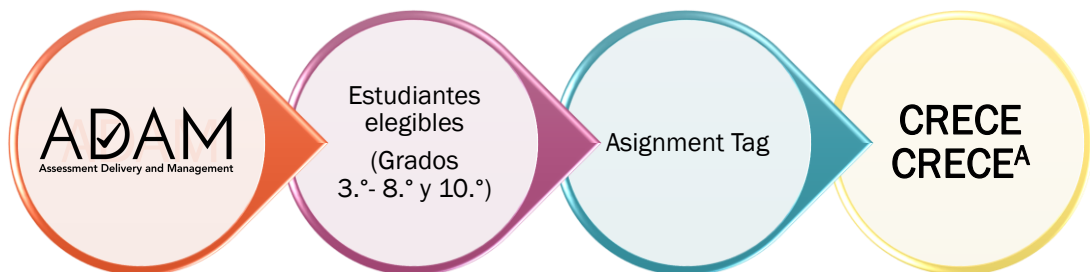 ADAM
Assessment Delivery and Management
Estudiantes
elegibles
(Grados
3.°- 8.° y 10.°)
Asignment Tag
CRECE
CRECEᴬ